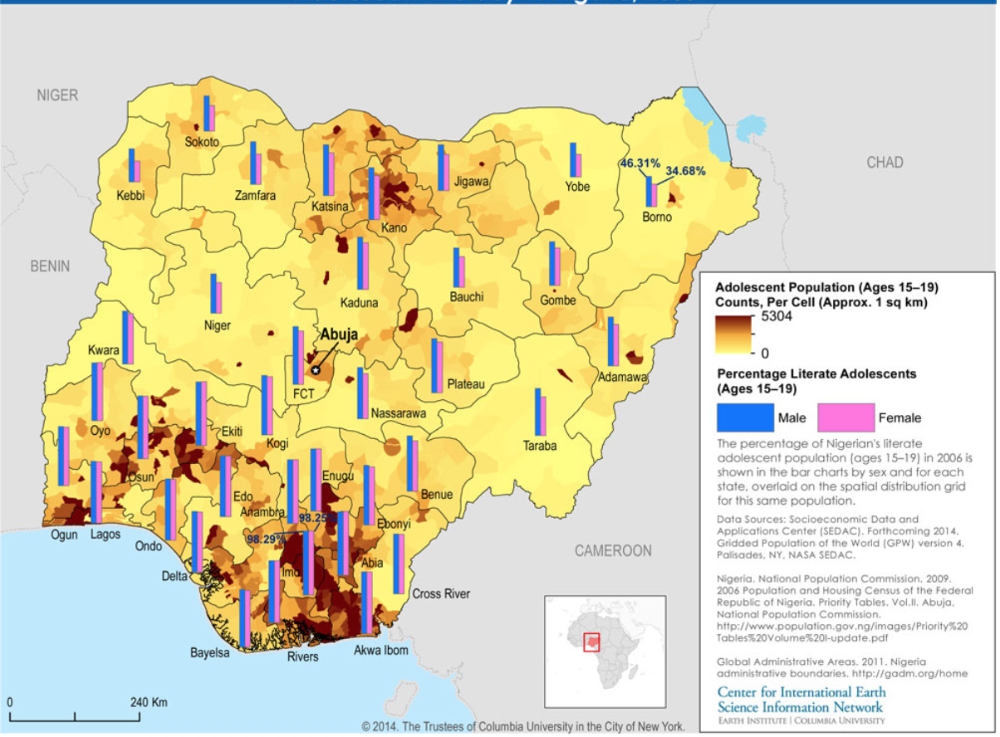 NIGER
CHAD
BENIN
CAMEROON
Sokoto
Kebbi
Zamfara
Katsina
Kano
Jigawa
Yobe
46.31%
34.68%
Borno
Kaduna
Bauchi
Gombe
Niger
Kwara
Abuja
FCT
Plateau
Adamawa
Nassarawa
Taraba
Oyo
Ekiti
Kogi
Osun
Edo
Enugu
Benue
Anambra
98.25%
98.29%
Ebonyi
Ogun
Lagos
Ondo
Delta
Imo
Abia
Cross River
Bayelsa
Rivers
Akwa Ibom
0
240 Km
Adolescent Population (Ages 15–19)
Counts, Per Cell (Approx. 1 sq km)
5304
0
Percentage Literate Adolescents
(Ages 15–19)
Male
Female
The percentage of Nigerian's literate
adolescent population (ages 15–19) in 2006 is
shown in the bar charts by sex and for each
state, overlaid on the spatial distribution grid
for this same population.
Data Sources: Socioeconomic Data and
Applications Center (SEDAC). Forthcoming 2014.
Gridded Population of the World (GPW) version 4.
Palisades, NY. NASA SEDAC.
Nigeria. National Population Commission. 2009.
2006 Population and Housing Census of the Federal
Republic of Nigeria. Priority Tables. Vol.II. Abuja,
National Population Commission.
http://www.population.gov.ng/images/Priority%20
Tables%20Volume%20I-update.pdf
Global Administrative Areas. 2011. Nigeria
administrative boundaries. http://gadm.org/home
Center for International Earth
Science Information Network
EARTH INSTITUTE | COLUMBIA UNIVERSITY
© 2014. The Trustees of Columbia University in the City of New York.